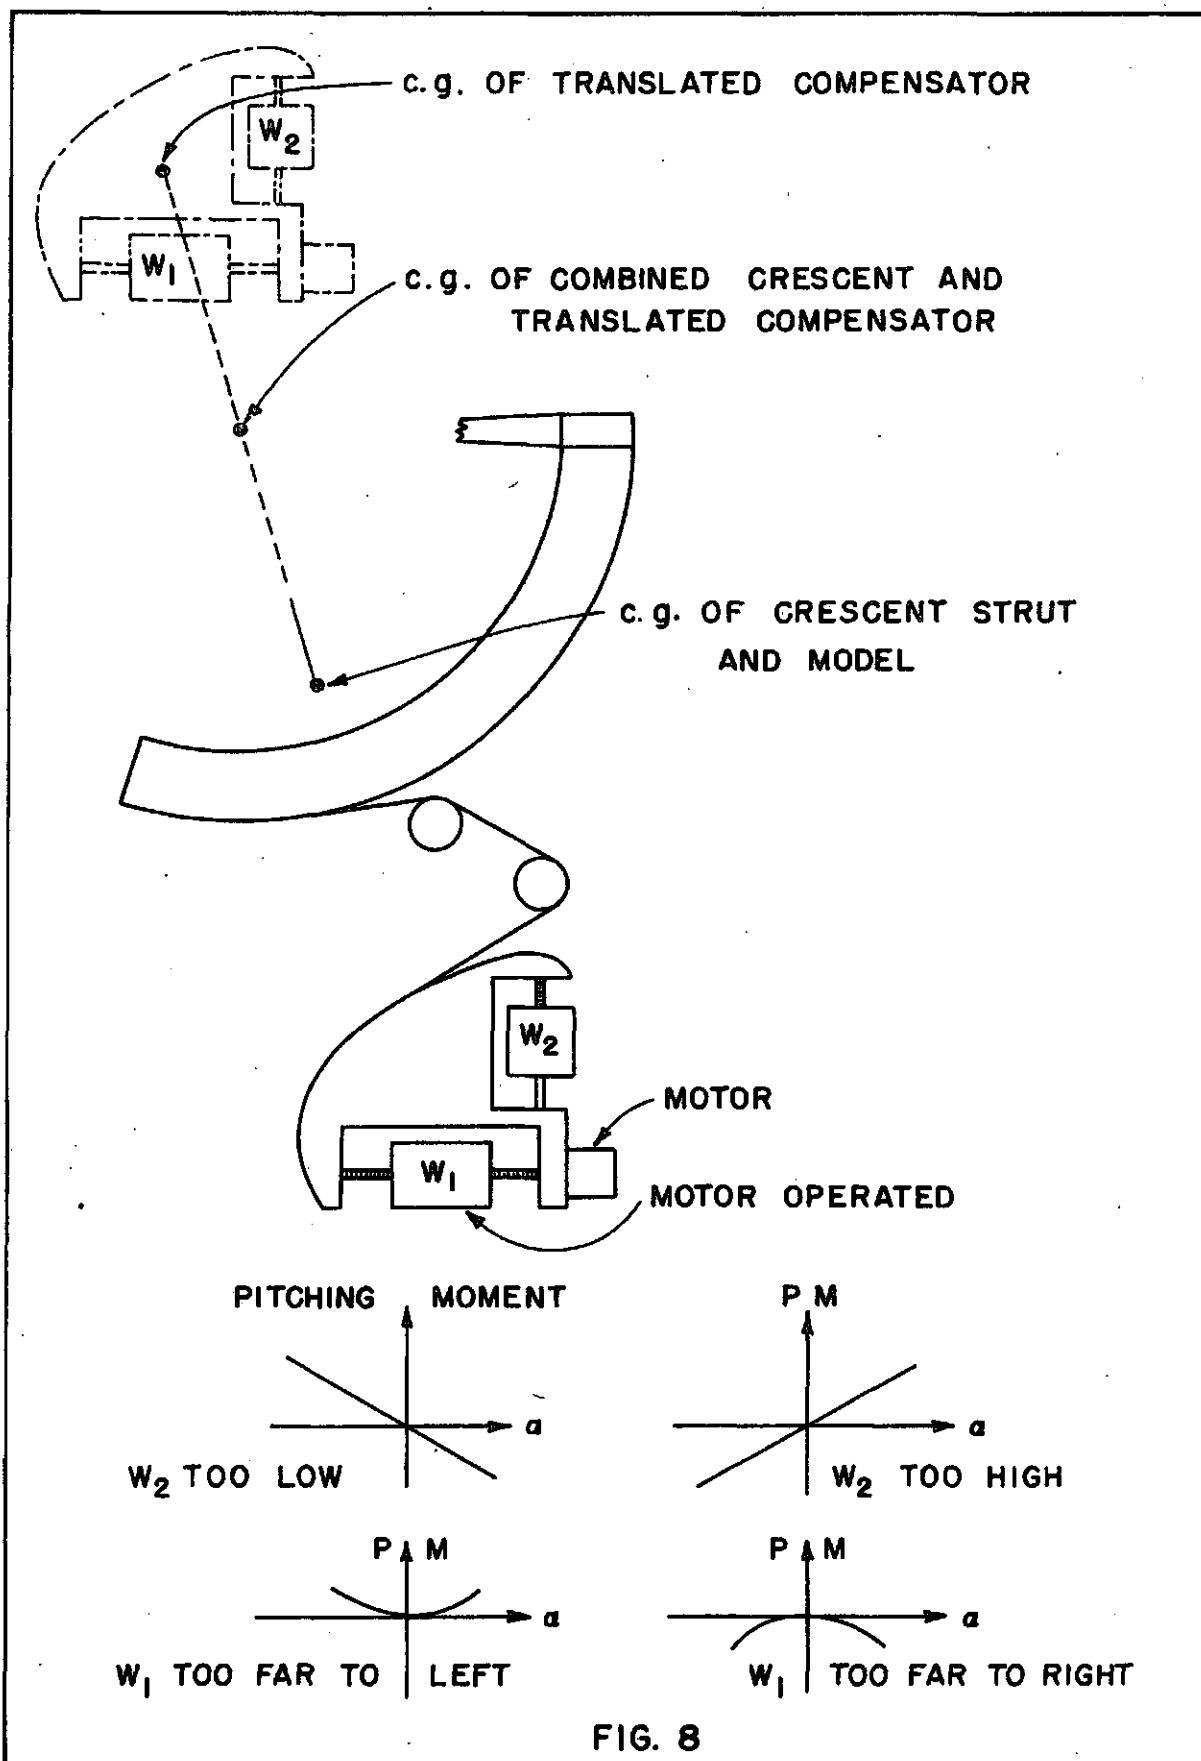 c.g. OF TRANSLATED COMPENSATOR
W2
W1
c.g. OF COMBINED CRESCENT AND
TRANSLATED COMPENSATOR
c.g. OF CRESCENT STRUT
AND MODEL
W2
MOTOR
W1
MOTOR OPERATED
PITCHING MOMENT
α
W2 TOO LOW
P M
α
W2 TOO HIGH
P M
α
W1 TOO FAR TO LEFT
P M
α
W1 TOO FAR TO RIGHT
FIG. 8